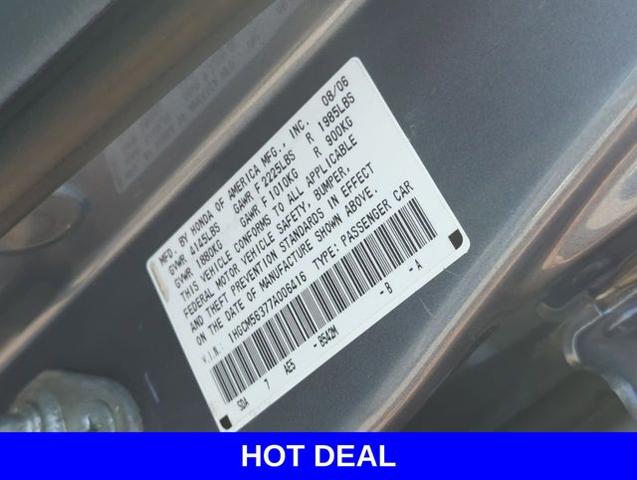 MFD. BY HONDA OF AMERICA MFG., INC. 08/06
GVWR 4145LBS GAWR F 2225LBS R 1985LBS
GVWR 1880KG GAWR F 1010KG R 900KG
THIS VEHICLE CONFORMS TO ALL APPLICABLE
FEDERAL MOTOR VEHICLE SAFETY, BUMPER,
AND THEFT PREVENTION STANDARDS IN EFFECT
ON THE DATE OF MANUFACTURE SHOWN ABOVE.
V.I.N.: 1HGCM56377A006416 TYPE: PASSENGER CAR
SDA 7 AE5 -B542M -B -A
HOT DEAL